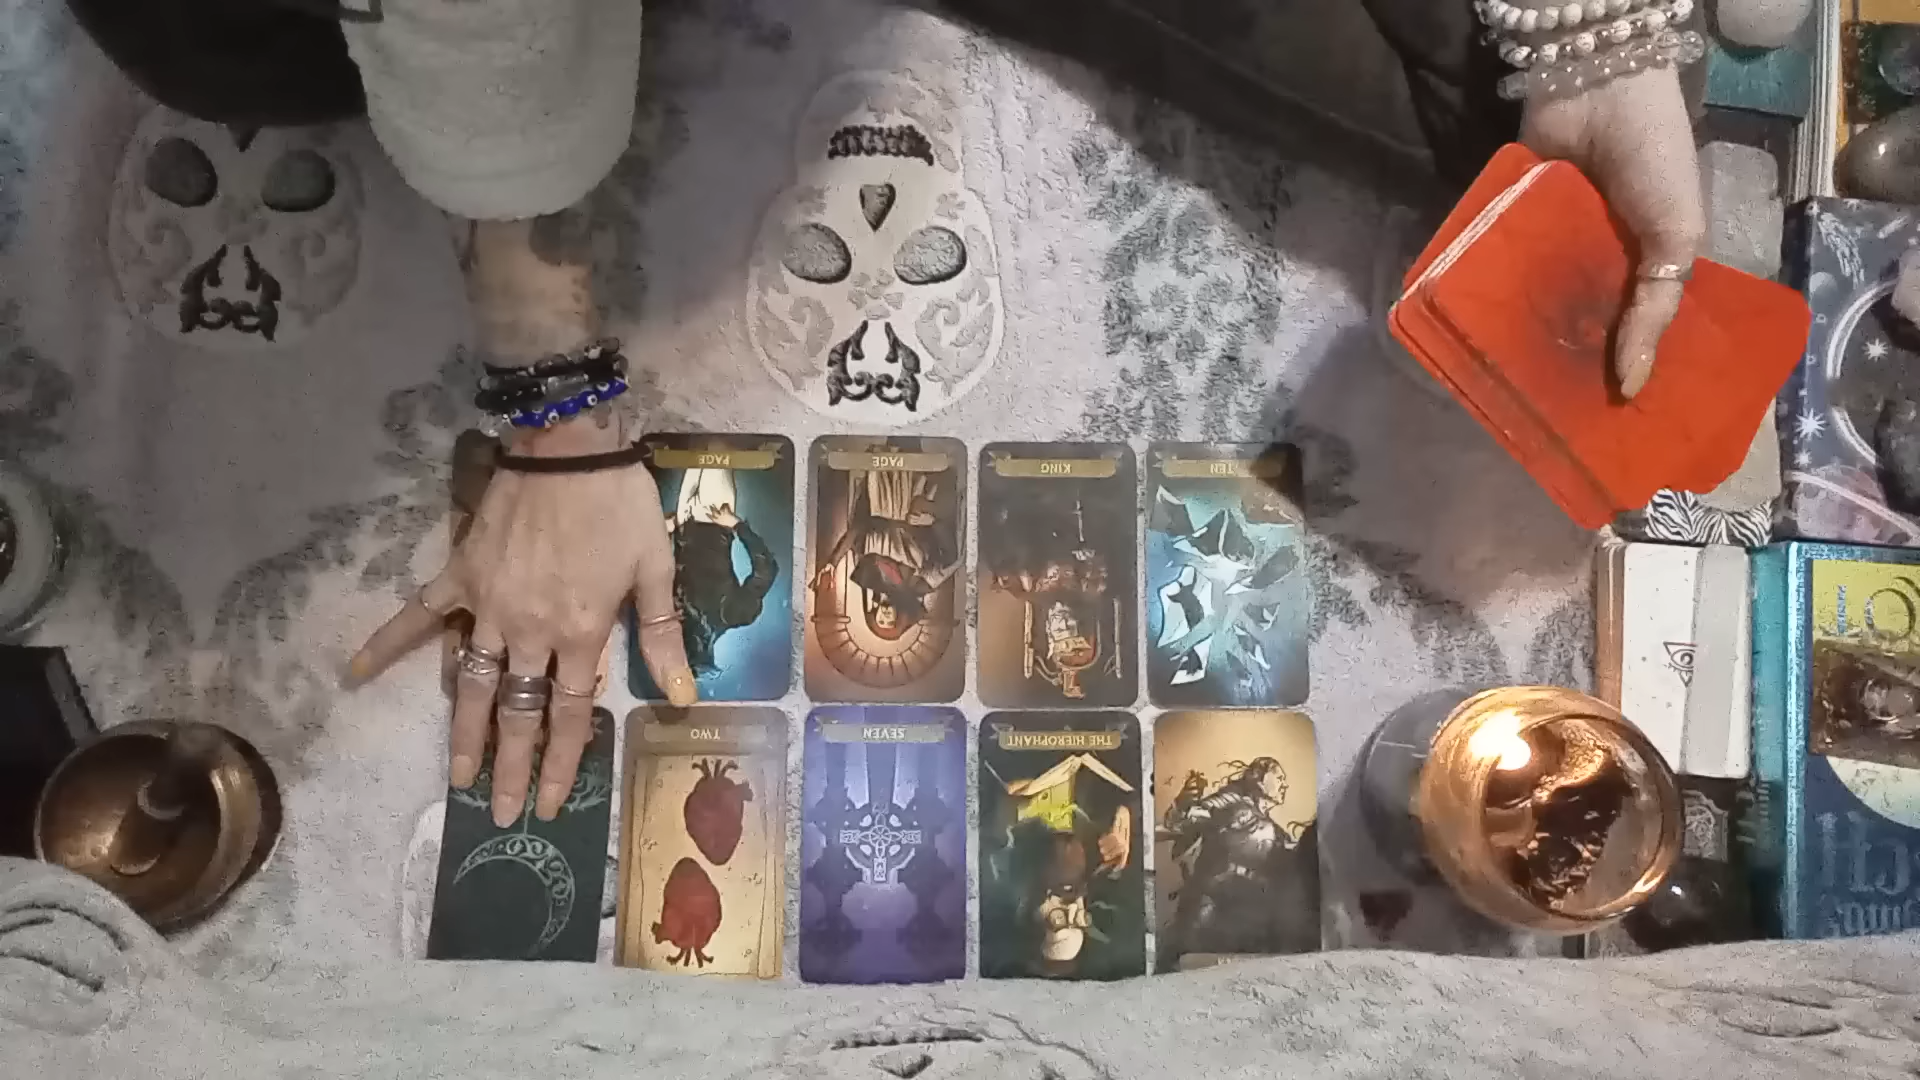 PAGE
PAGE
KING
TEN
TWO
SEVEN
THE HIEROPHANT